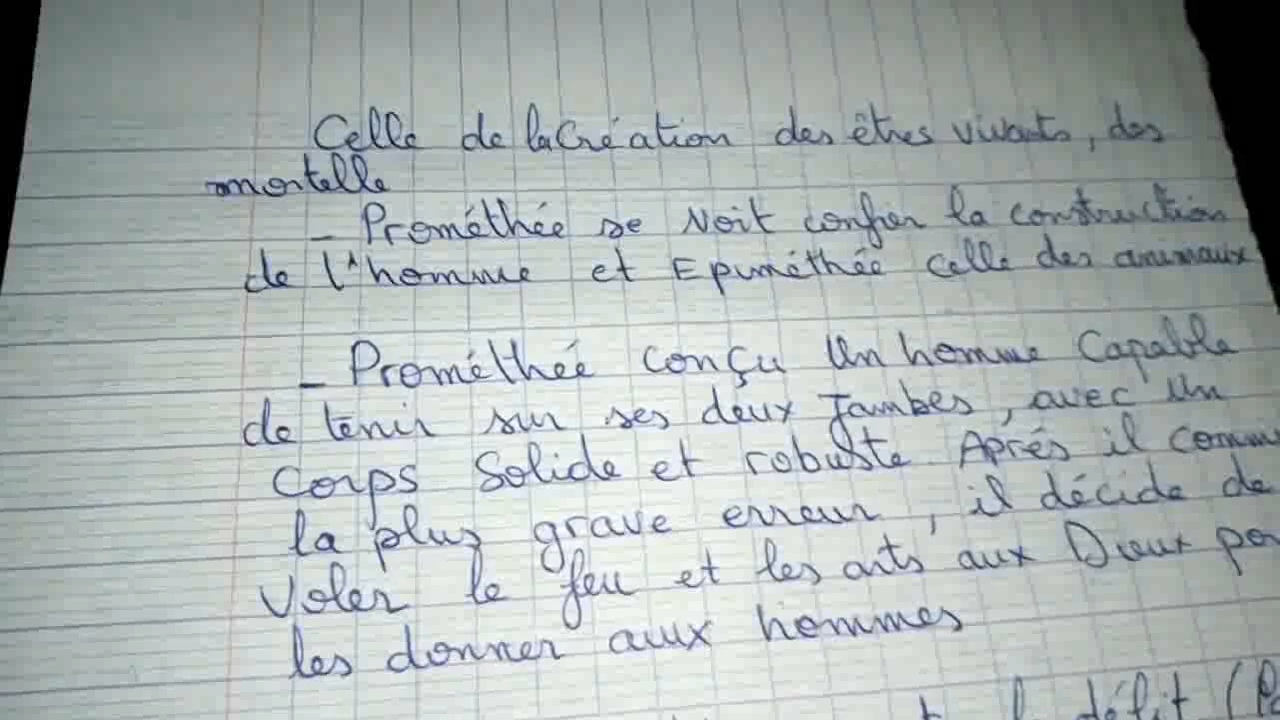 Celle de la Création des êtres vivants, des
mortelle
- Prométhée se voit confier la construction
de l'homme et Epiméthée celle des animaux
- Prométhée conçu un homme capable
de tenir sur ses deux jambes, avec un
corps solide et robuste Après il commi
la plus grave erreur, il décide de
voler le feu et les arts aux Dieux po
les donner aux hommes